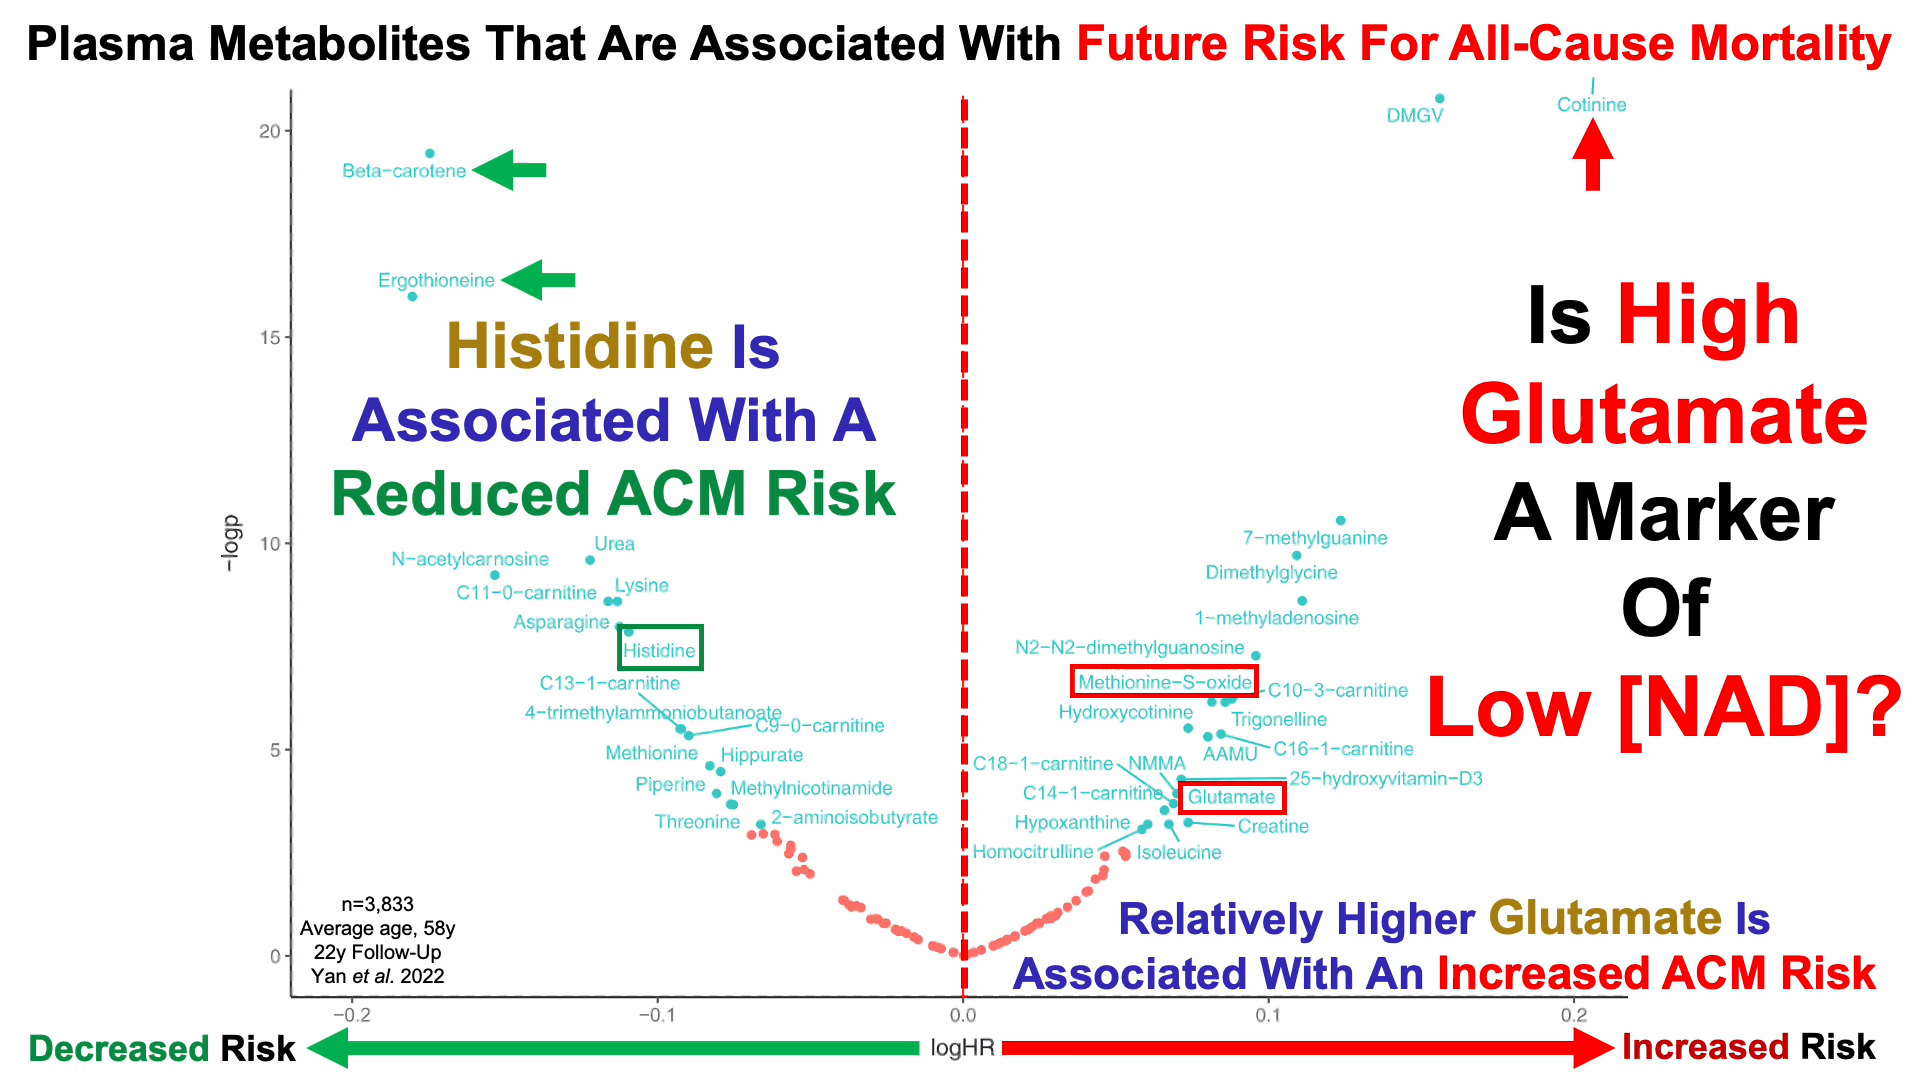 Plasma Metabolites That Are Associated With Future Risk For All-Cause Mortality
20
15
10
5
0
−logp
DMGV
Cotinine
Beta−carotene
Ergothioneine
Histidine Is
Associated With A
Reduced ACM Risk
Is High
Glutamate
A Marker
Of
Low [NAD]?
Urea
N−acetylcarnosine
C11−0−carnitine
Lysine
Asparagine
Histidine
C13−1−carnitine
4−trimethylammoniobutanoate
C9−0−carnitine
Methionine
Hippurate
Piperine
Methylnicotinamide
Threonine
2−aminoisobutyrate
7−methylguanine
Dimethylglycine
1−methyladenosine
N2−N2−dimethylguanosine
Methionine−S−oxide
C10−3−carnitine
Hydroxycotinine
Trigonelline
AAMU
C16−1−carnitine
C18−1−carnitine
NMMA
25−hydroxyvitamin−D3
C14−1−carnitine
Glutamate
Hypoxanthine
Creatine
Homocitrulline
Isoleucine
n=3,833
Average age, 58y
22y Follow-Up
Yan et al. 2022
Relatively Higher Glutamate Is
Associated With An Increased ACM Risk
−0.2
−0.1
0.0
0.1
0.2
Decreased Risk
logHR
Increased Risk